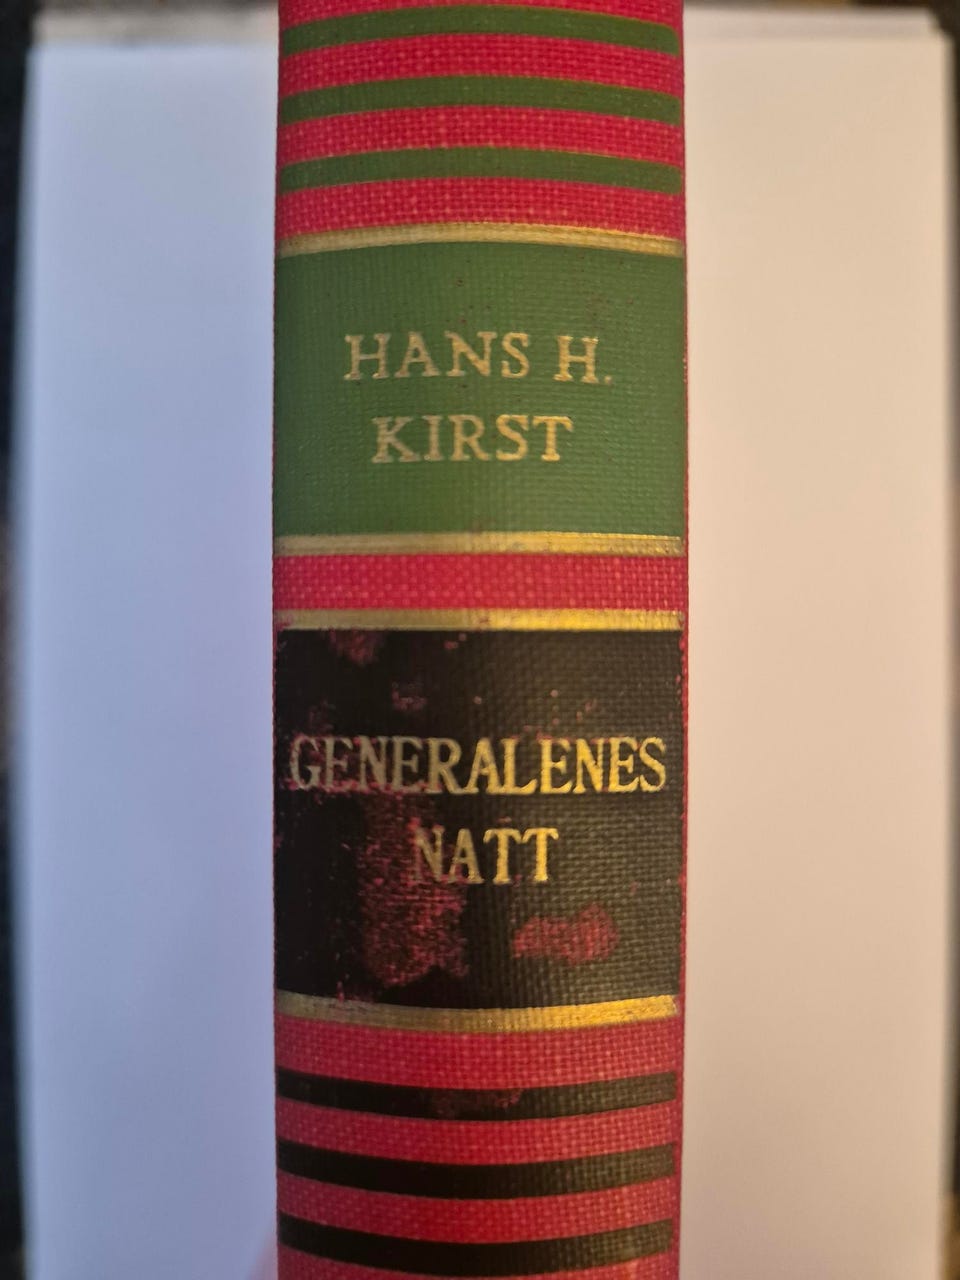 HANS H.
KIRST
GENERALENES
NATT